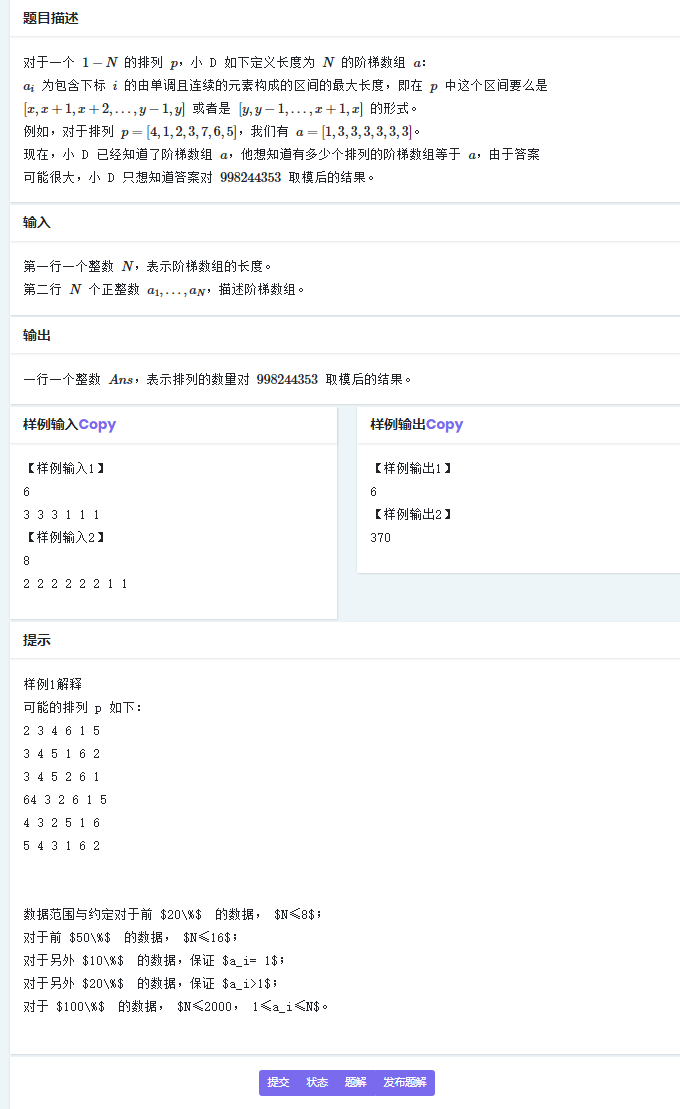 题目描述
对于一个 1 − N 的排列 p，小 D 如下定义长度为 N 的阶梯数组 a：
a_i 为包含下标 i 的由单调且连续的元素构成的区间的最大长度，即在 p 中这个区间要么是
[x, x + 1, x + 2, . . . , y − 1, y] 或者是 [y, y − 1, . . . , x + 1, x] 的形式。
例如，对于排列 p = [4, 1, 2, 3, 7, 6, 5]，我们有 a = [1, 3, 3, 3, 3, 3, 3]。
现在，小 D 已经知道了阶梯数组 a，他想知道有多少个排列的阶梯数组等于 a，由于答案
可能很大，小 D 只想知道答案对 998244353 取模后的结果。
输入
第一行一个整数 N，表示阶梯数组的长度。
第二行 N 个正整数 a_1, . . . , a_N，描述阶梯数组。
输出
一行一个整数 Ans，表示排列的数量对 998244353 取模后的结果。
样例输入Copy
【样例输入1】
6
3 3 3 1 1 1
【样例输入2】
8
2 2 2 2 2 2 1 1
样例输出Copy
【样例输出1】
6
【样例输出2】
370
提示
样例1解释
可能的排列 p 如下：
2 3 4 6 1 5
3 4 5 1 6 2
3 4 5 2 6 1
64 3 2 6 1 5
4 3 2 5 1 6
5 4 3 1 6 2
数据范围与约定对于前 $20\%$ 的数据， $N≤8$；
对于前 $50\%$ 的数据， $N≤16$；
对于另外 $10\%$ 的数据，保证 $a_i= 1$；
对于另外 $20\%$ 的数据，保证 $a_i>1$；
对于 $100\%$ 的数据， $N≤2000， 1≤a_i≤N$。
提交 状态 题解 发布题解